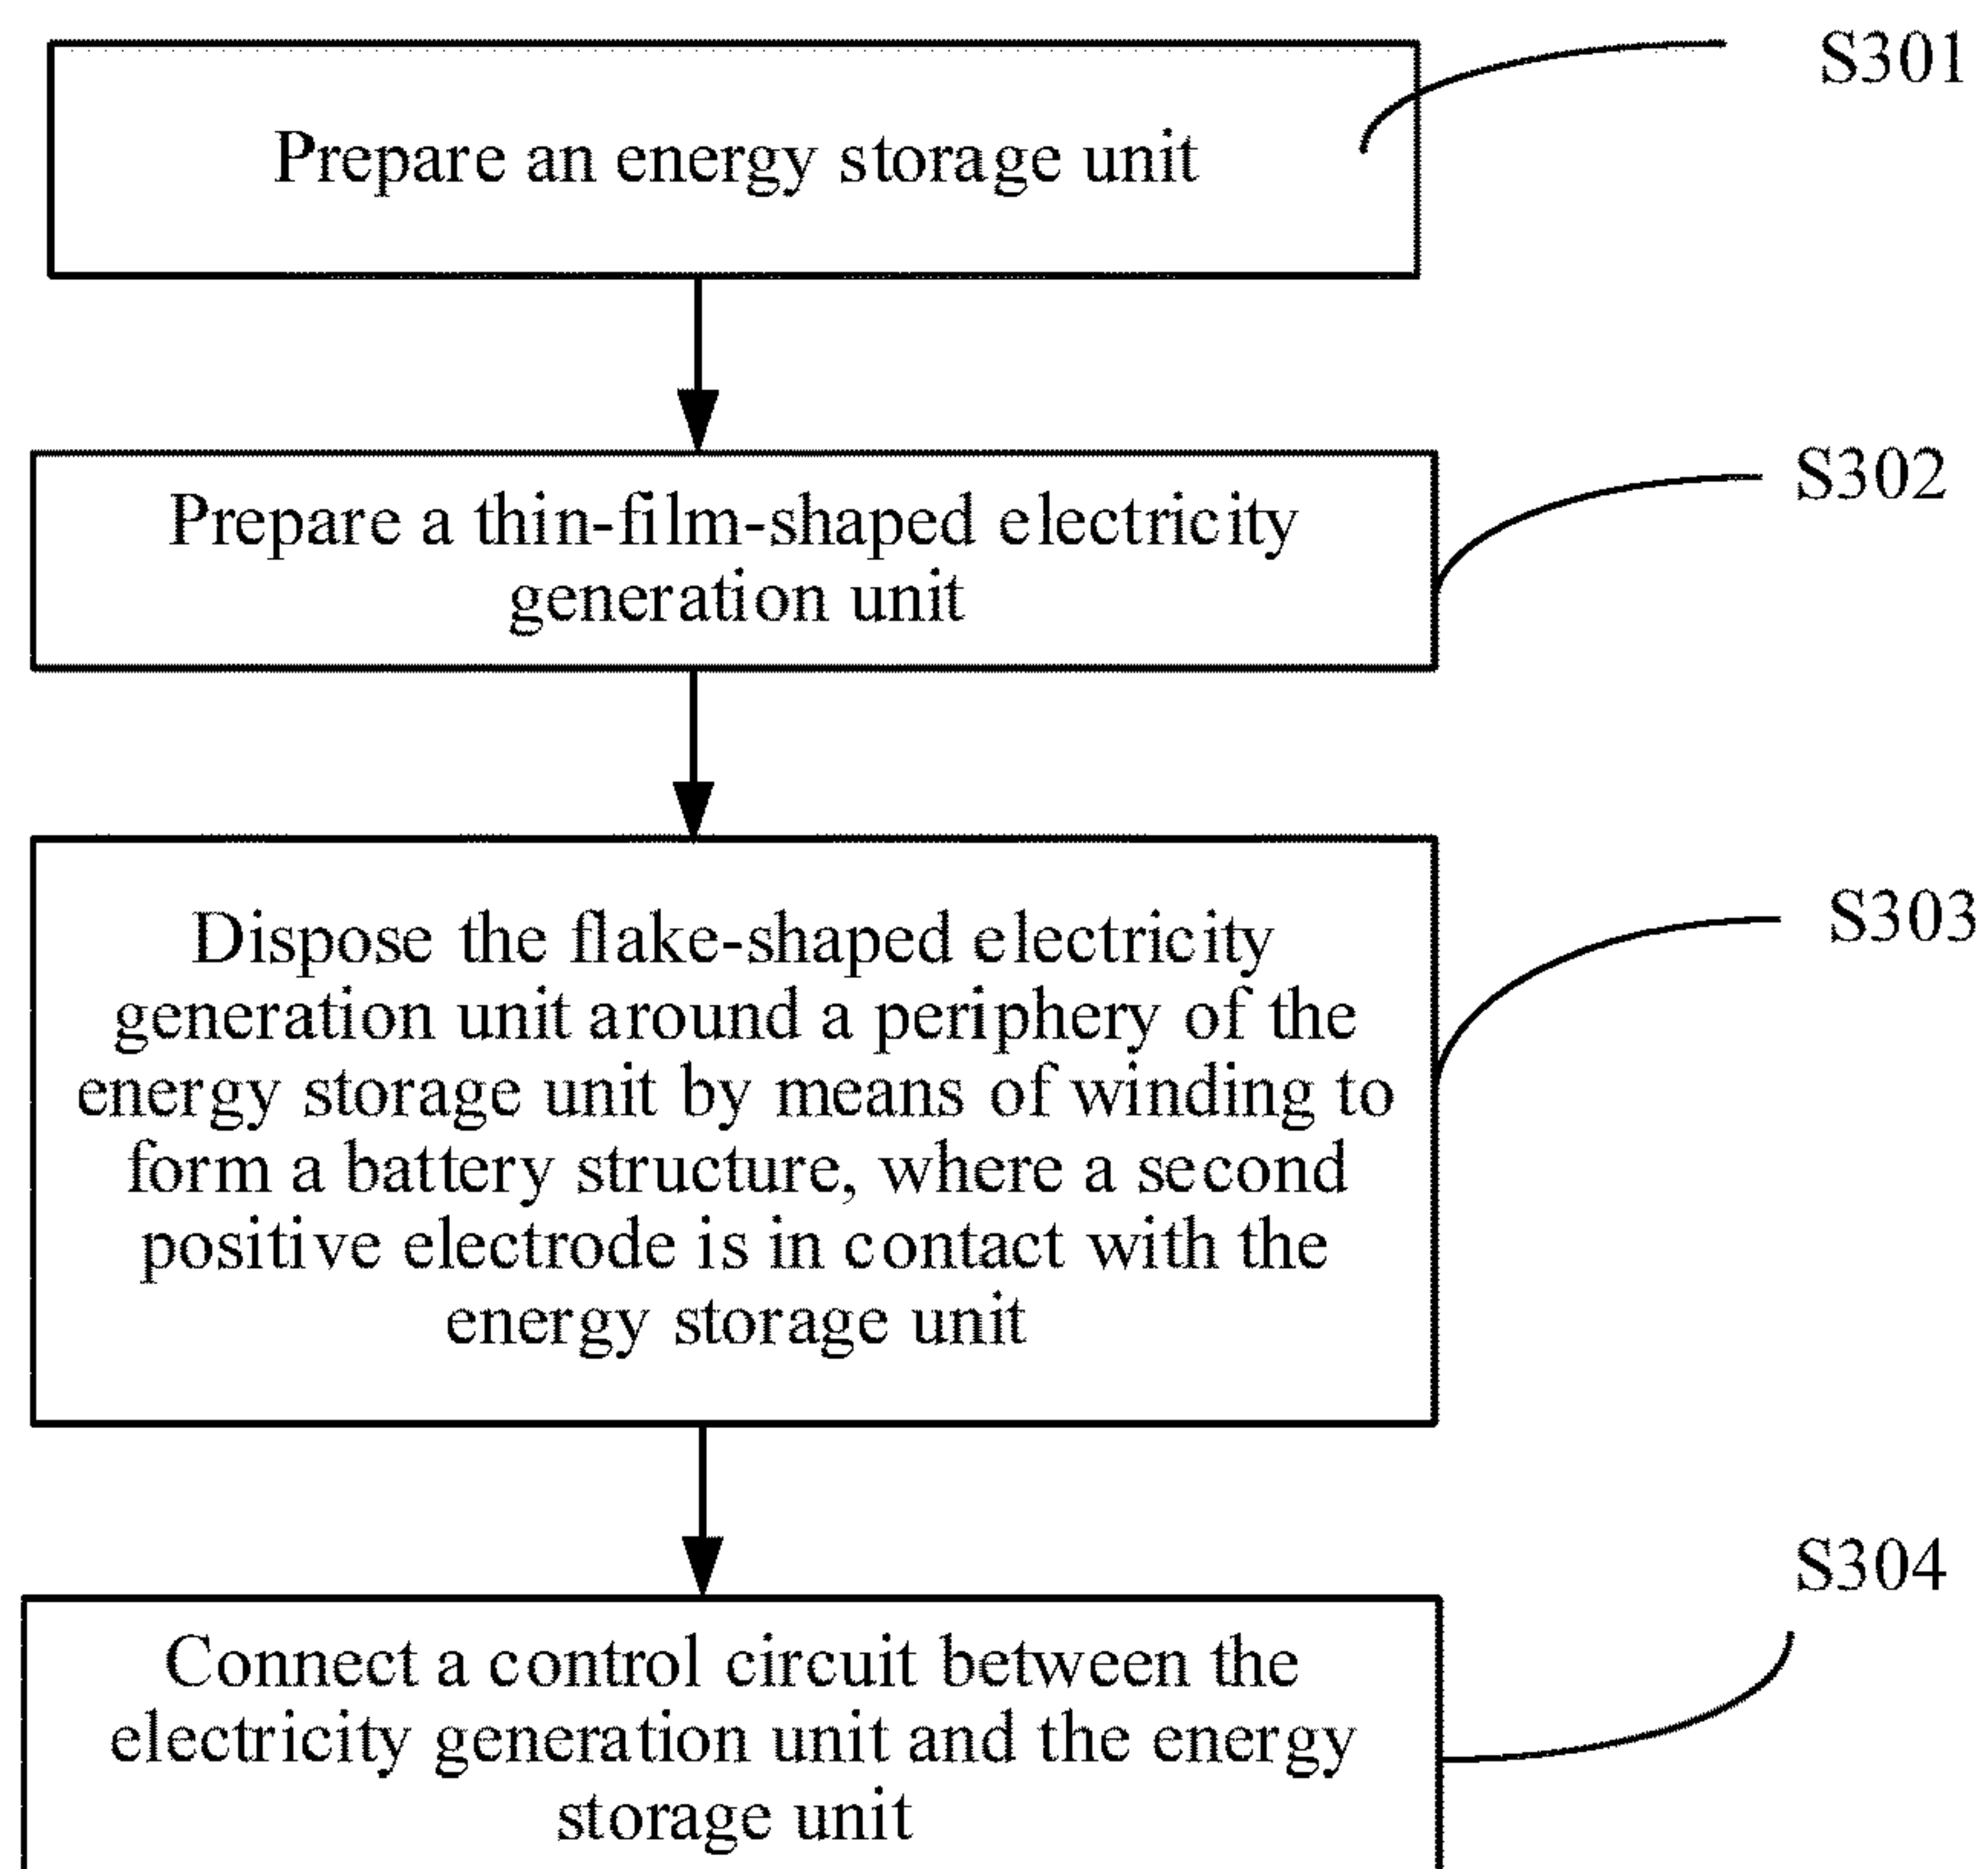 S301
Prepare an energy storage unit
S302
Prepare a thin-film-shaped electricity
generation unit
S303
Dispose the flake-shaped electricity
generation unit around a periphery of the
energy storage unit by means of winding to
form a battery structure, where a second
positive electrode is in contact with the
energy storage unit
S304
Connect a control circuit between the
electricity generation unit and the energy
storage unit